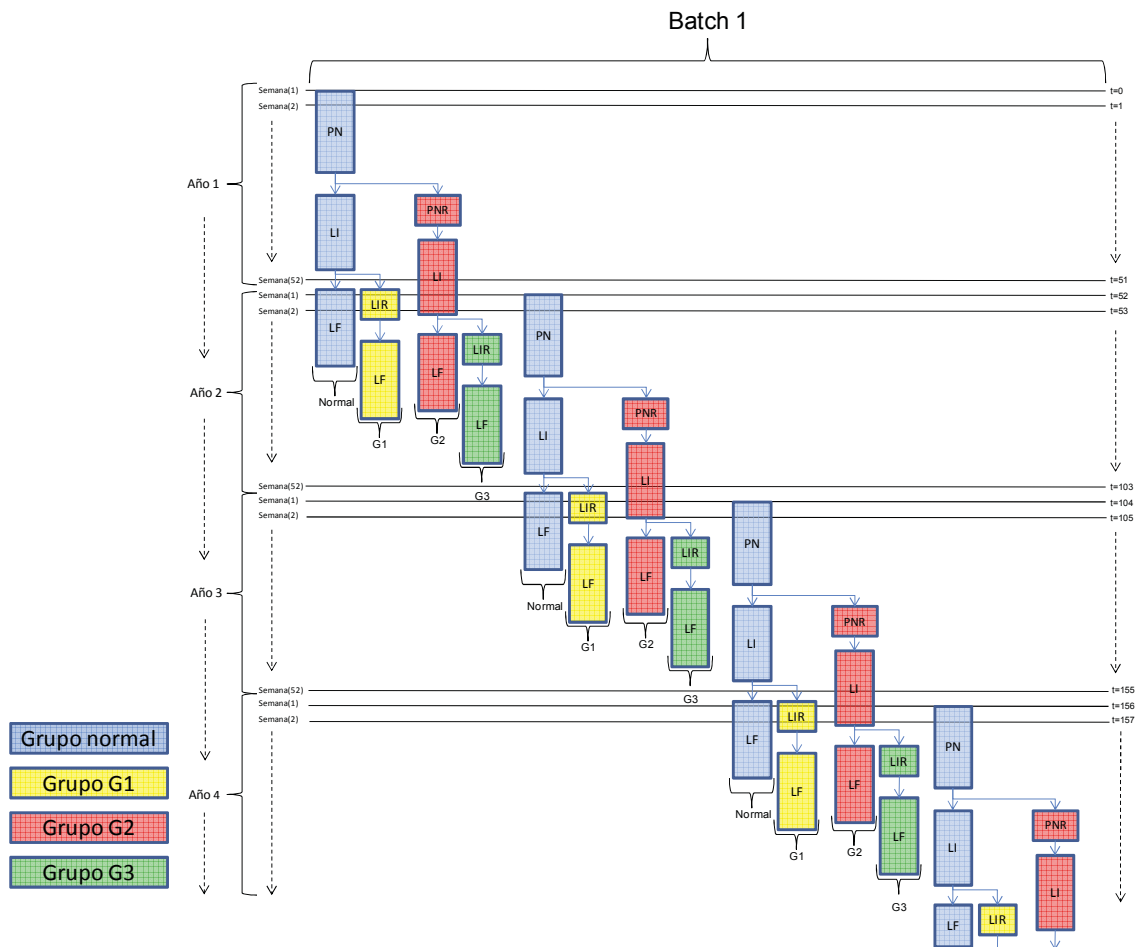 Batch 1
Semana(1)
t=0
Semana(2)
t=1
PN
Año 1
PNR
LI
LI
Semana(52)
t=51
Semana(1)
t=52
LIR
Semana(2)
t=53
LF
PN
LIR
LF
LF
Año 2
Normal
PNR
LF
LI
G1
G2
LI
Semana(52)
t=103
G3
Semana(1)
t=104
LIR
Semana(2)
t=105
LF
PN
LIR
LF
LF
Año 3
Normal
PNR
LF
LI
G1
G2
LI
Semana(52)
t=155
G3
Semana(1)
t=156
LIR
Semana(2)
t=157
Grupo normal
LF
PN
LIR
Grupo G1
LF
LF
Año 4
Normal
Grupo G2
PNR
LF
LI
G1
G2
Grupo G3
LI
G3
LF
LIR